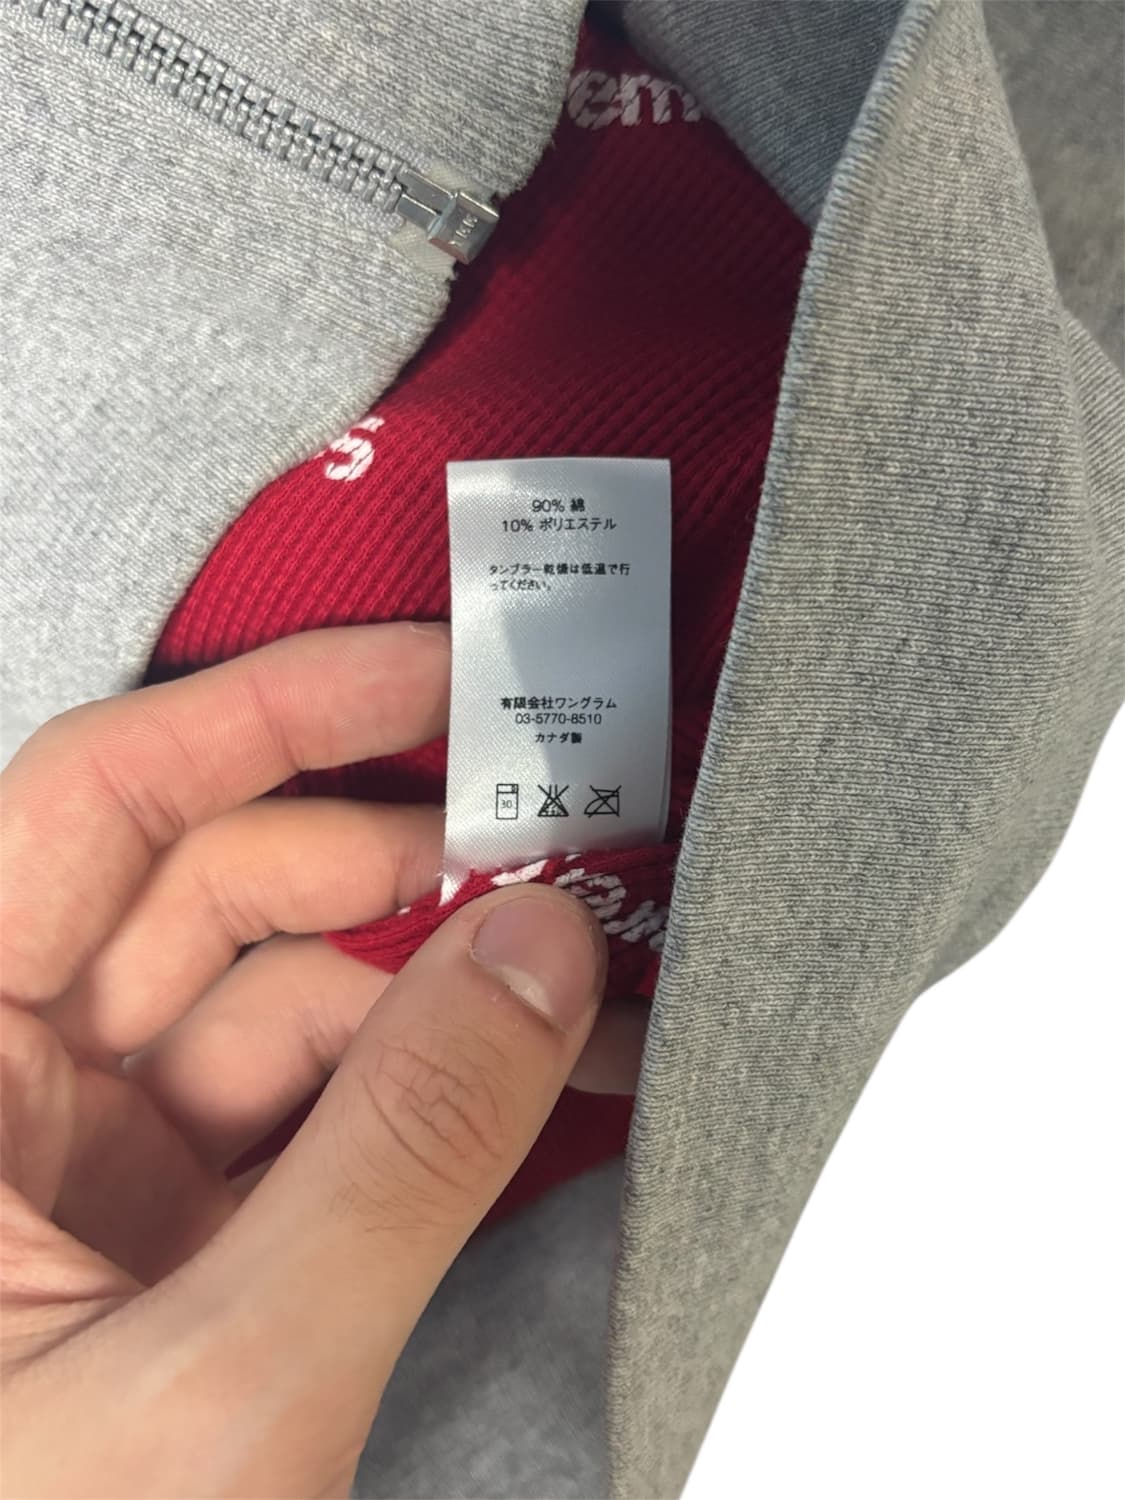 em
s
90% 綿
10% ポリエステル
タンブラー乾燥は低温で行
ってください。
有限会社ワングラム
03-5770-8510
カナダ製
30